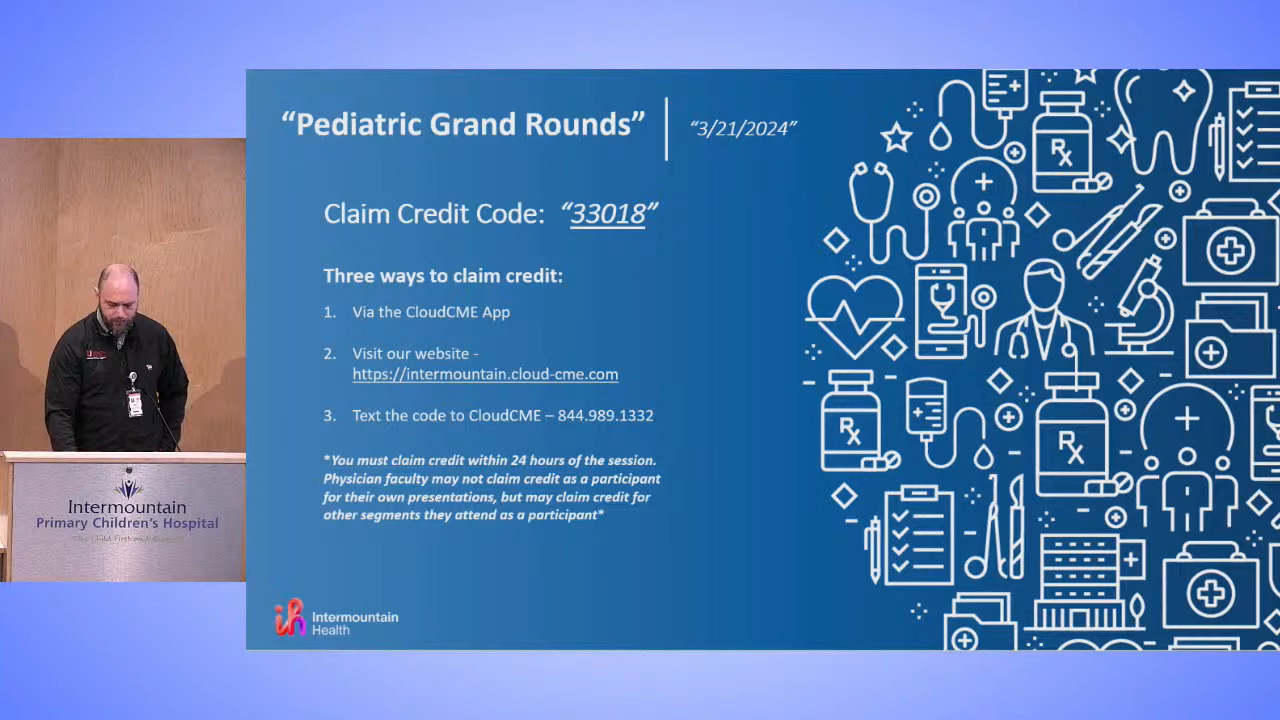 “Pediatric Grand Rounds”
“3/21/2024”
Claim Credit Code: “33018”
Three ways to claim credit:
1. Via the CloudCME App
2. Visit our website -
https://intermountain.cloud-cme.com
3. Text the code to CloudCME – 844.989.1332
*You must claim credit within 24 hours of the session.
Physician faculty may not claim credit as a participant
for their own presentations, but may claim credit for
other segments they attend as a participant*
Intermountain
Health
Rx
Rx
Rx
Intermountain
Primary Children's Hospital